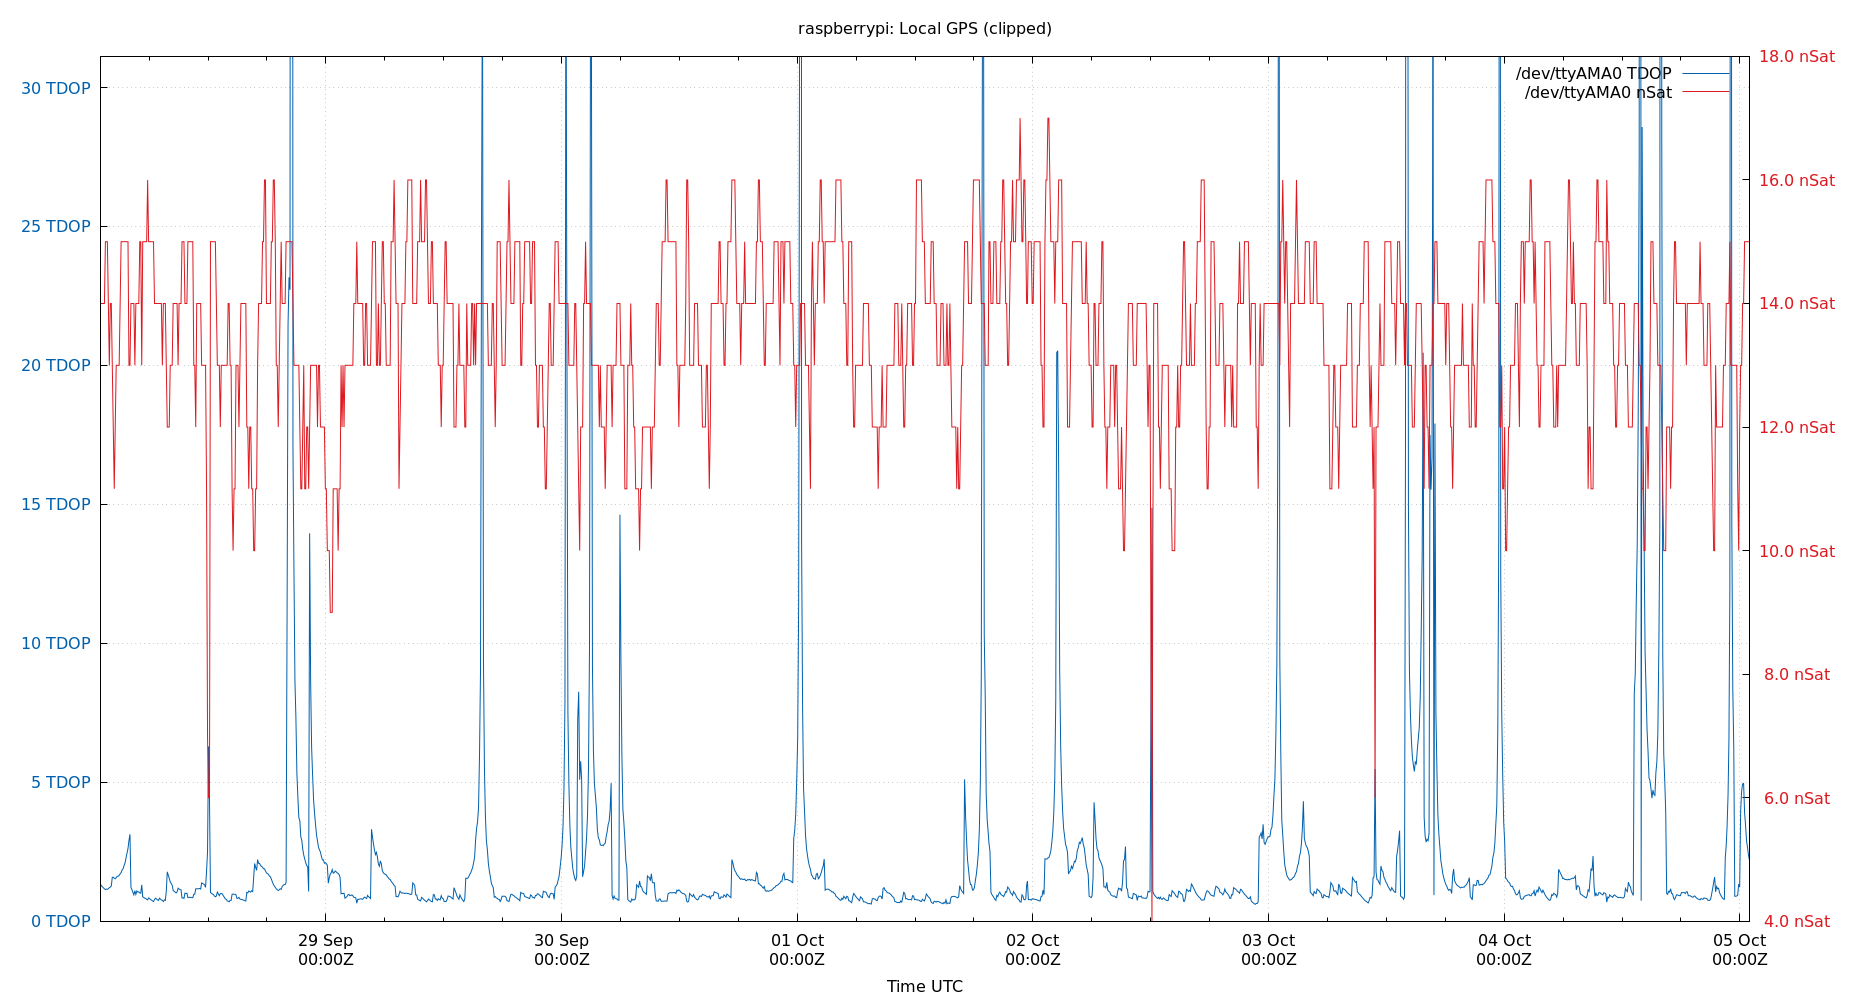 raspberrypi: Local GPS (clipped)
/dev/ttyAMA0 TDOP
/dev/ttyAMA0 nSat
30 TDOP
25 TDOP
20 TDOP
15 TDOP
10 TDOP
5 TDOP
0 TDOP
18.0 nSat
16.0 nSat
14.0 nSat
12.0 nSat
10.0 nSat
8.0 nSat
6.0 nSat
4.0 nSat
29 Sep 30 Sep 01 Oct 02 Oct 03 Oct 04 Oct 05 Oct
00:00Z 00:00Z 00:00Z 00:00Z 00:00Z 00:00Z 00:00Z
Time UTC